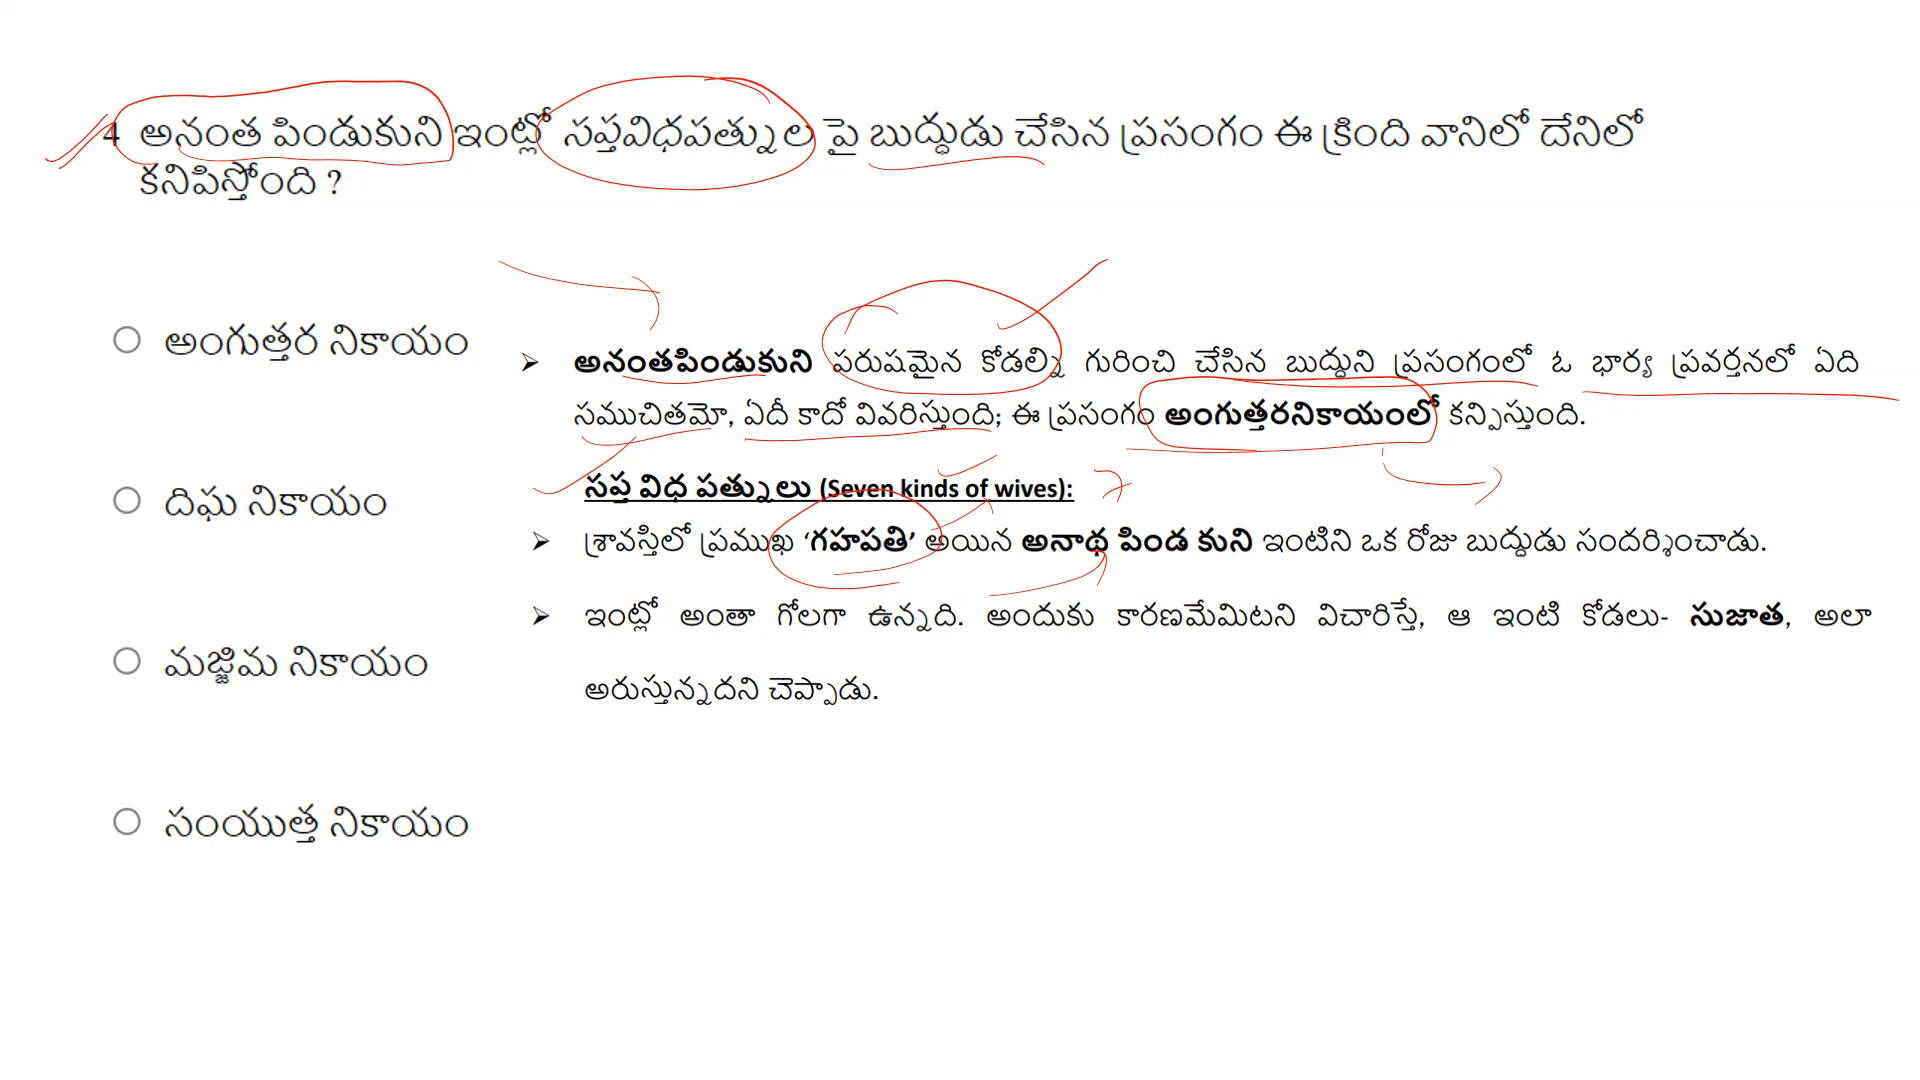 4 అనంత పిండుకుని ఇంట్లో సప్తవిధపత్నుల పై బుద్ధుడు చేసిన ప్రసంగం ఈ క్రింది వానిలో దేనిలో
కనిపిస్తోంది ?
అంగుత్తర నికాయం
దిఘ నికాయం
మజ్జిమ నికాయం
సంయుత్త నికాయం
➢ అనంతపిండుకుని పరుషమైన కోడల్ని గురించి చేసిన బుద్ధుని ప్రసంగంలో ఓ భార్య ప్రవర్తనలో ఏది
సముచితమో, ఏదీ కాదో వివరిస్తుంది; ఈ ప్రసంగం అంగుత్తరనికాయంలో కన్పిస్తుంది.
సప్త విధ పత్నులు (Seven kinds of wives):
➢ శ్రావస్తిలో ప్రముఖ ‘గహపతి’ అయిన అనాథ పిండ కుని ఇంటిని ఒక రోజు బుద్ధుడు సందర్శించాడు.
➢ ఇంట్లో అంతా గోలగా ఉన్నది. అందుకు కారణమేమిటని విచారిస్తే, ఆ ఇంటి కోడలు- సుజాత, అలా
అరుస్తున్నదని చెప్పాడు.